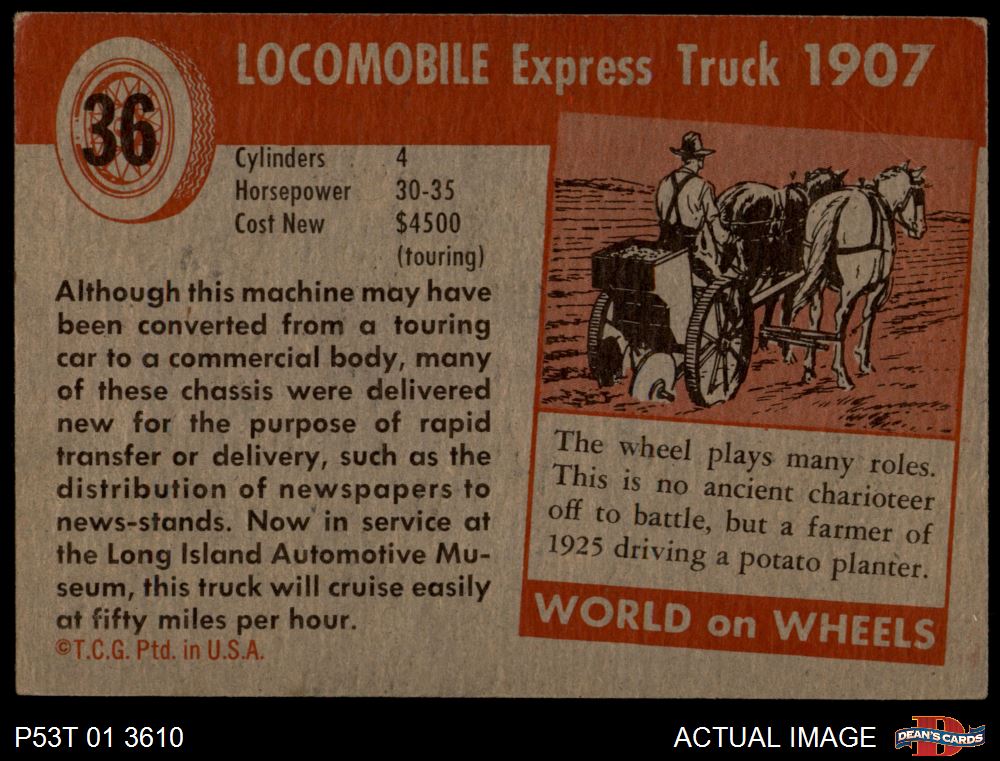 36
LOCOMOBILE Express Truck 1907
Cylinders 4
Horsepower 30-35
Cost New $4500
(touring)
Although this machine may have
been converted from a touring
car to a commercial body, many
of these chassis were delivered
new for the purpose of rapid
transfer or delivery, such as the
distribution of newspapers to
news-stands. Now in service at
the Long Island Automotive Mu-
seum, this truck will cruise easily
at fifty miles per hour.
©T.C.G. Ptd. in U.S.A.
The wheel plays many roles.
This is no ancient charioteer
off to battle, but a farmer of
1925 driving a potato planter.
WORLD on WHEELS
P53T 01 3610
ACTUAL IMAGE
D
DEAN'S CARDS